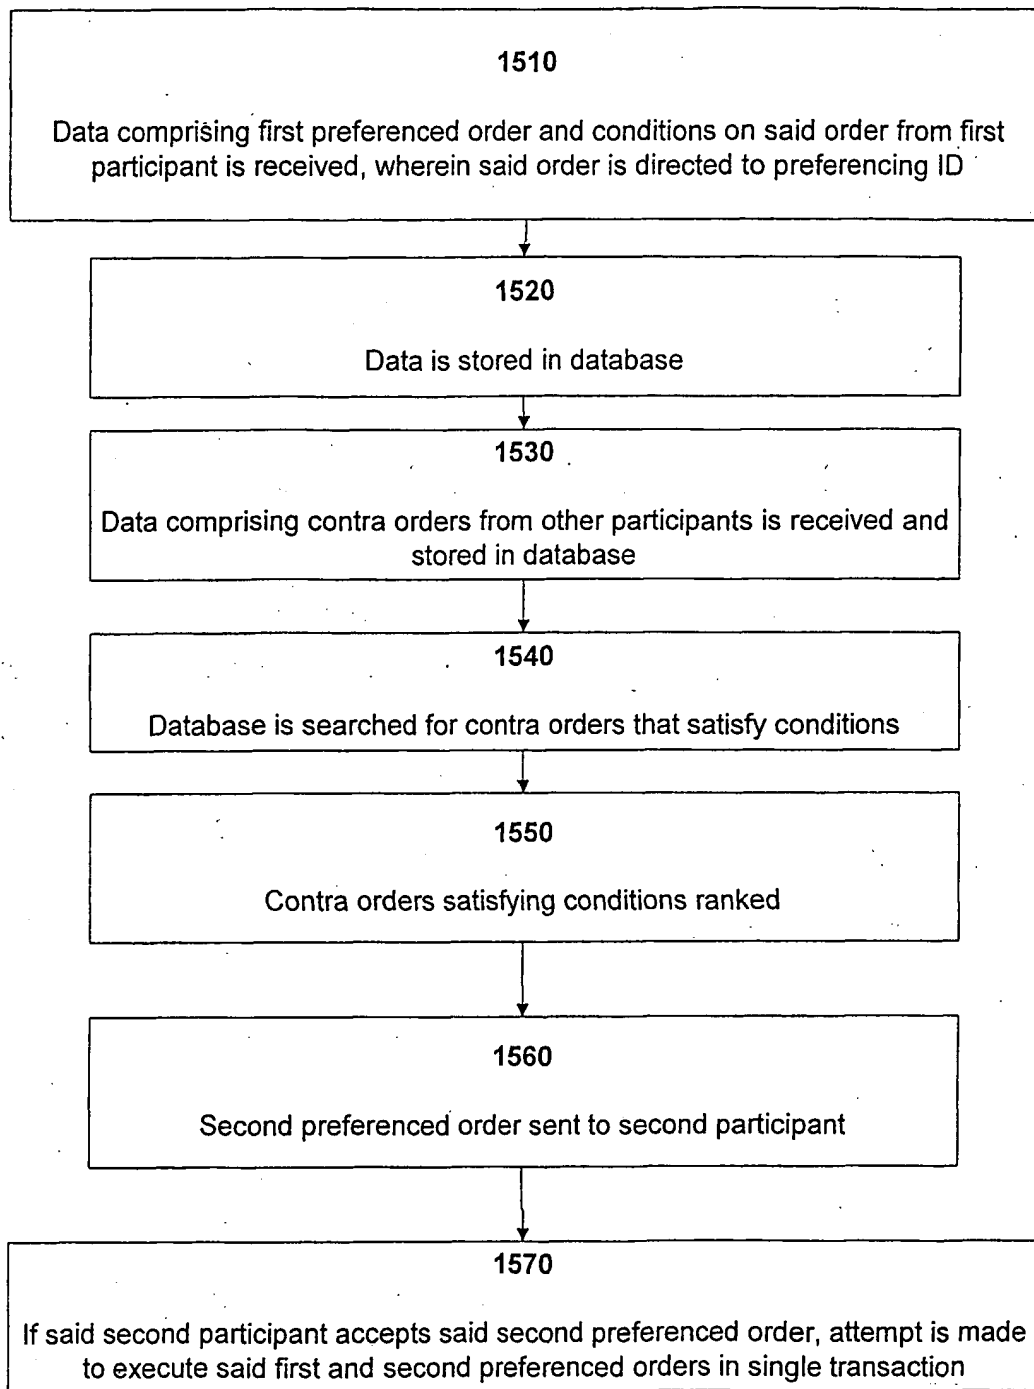 1510
Data comprising first preferenced order and conditions on said order from first
participant is received, wherein said order is directed to preferencing ID
1520
Data is stored in database
1530
Data comprising contra orders from other participants is received and
stored in database
1540
Database is searched for contra orders that satisfy conditions
1550
Contra orders satisfying conditions ranked
1560
Second preferenced order sent to second participant
1570
If said second participant accepts said second preferenced order, attempt is made
to execute said first and second preferenced orders in single transaction